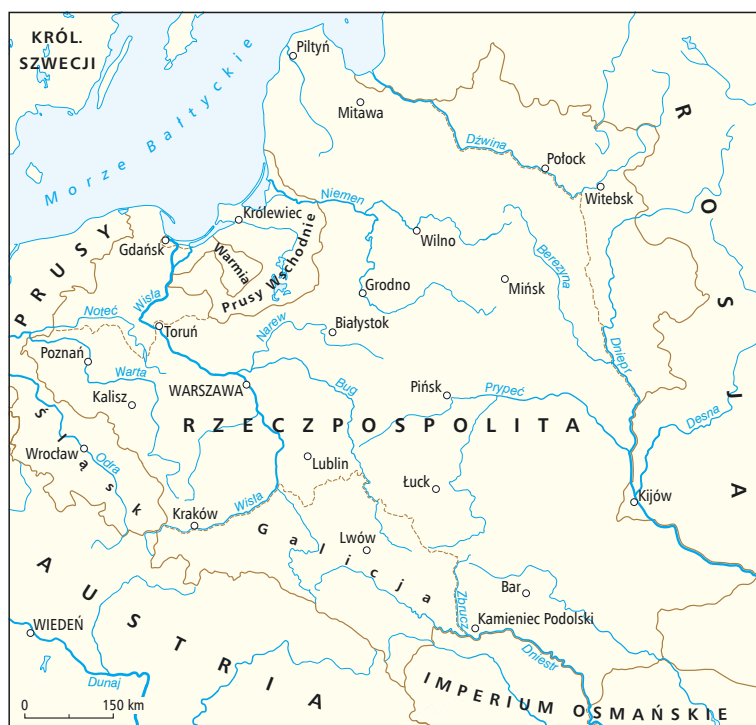 KRÓL.
SZWECJI
Morze Bałtyckie
Piltyń
Mitawa
Dźwina
Połock
Witebsk
ROSJA
Niemen
Królewiec
Gdańsk
Wilno
Berezyna
PRUSY
Warmia
Prusy Wschodnie
Grodno
Mińsk
Wisła
Noteć
Toruń
Narew
Białystok
Dniepr
Poznań
Warta
WARSZAWA
Bug
Pińsk
Prypeć
Kalisz
Desna
RZECZPOSPOLITA
Śląsk
Wrocław
Odra
Lublin
Łuck
Kijów
Wisła
Kraków
Galicja
Lwów
Bar
Zbrucz
Kamieniec Podolski
AUSTRIA
WIEDEŃ
Dniestr
Dunaj
IMPERIUM OSMAŃSKIE
0 150 km